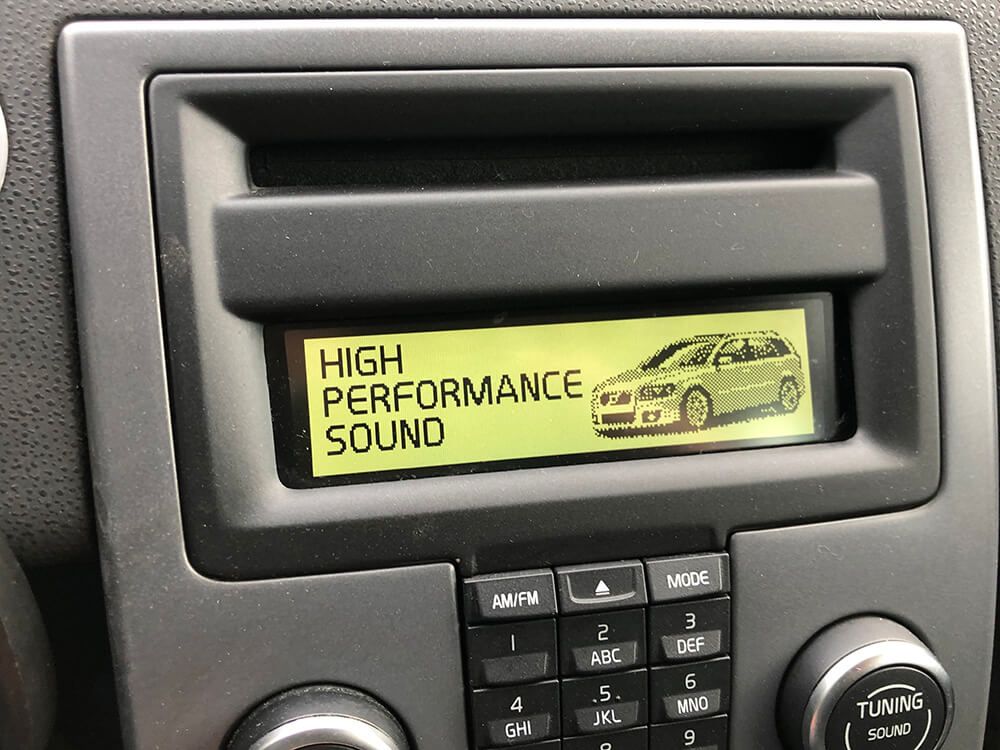 HIGH
PERFORMANCE
SOUND
AM/FM
MODE
1
2
3
ABC
DEF
4
5
6
GHI
JKL
MNO
8
9
TUNING
SOUND